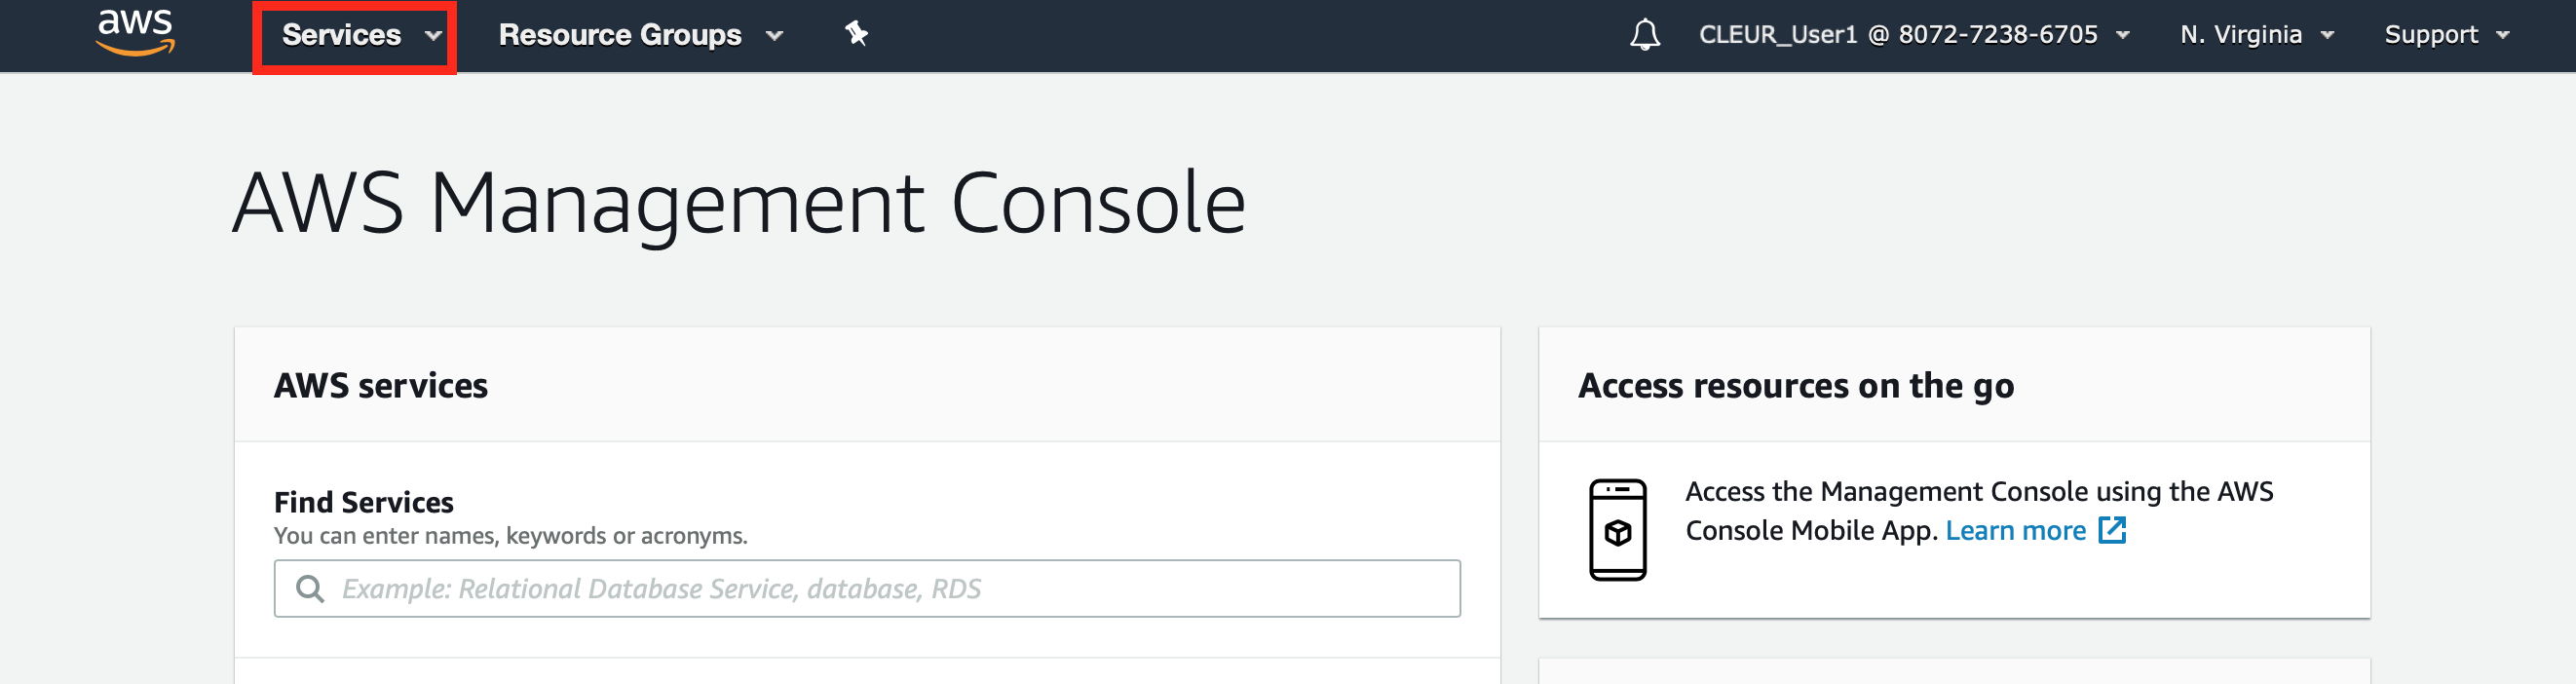 aws Services Resource Groups CLEUR_User1 @ 8072-7238-6705 N. Virginia Support
AWS Management Console
AWS services
Find Services
You can enter names, keywords or acronyms.
Example: Relational Database Service, database, RDS
Access resources on the go
Access the Management Console using the AWS
Console Mobile App. Learn more